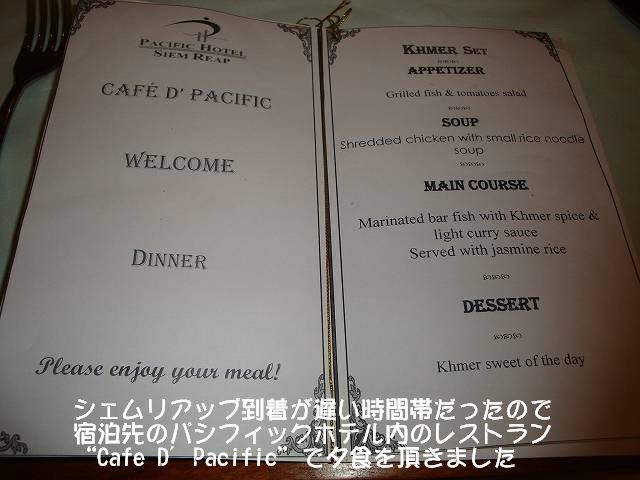 PACIFIC HOTEL
SIEM REAP
CAFÉ D' PACIFIC
WELCOME
DINNER
Please enjoy your meal!
KHMER SET
APPETIZER
Grilled fish & tomatoes salad
SOUP
Shredded chicken with small rice noodle
soup
MAIN COURSE
Marinated bar fish with Khmer spice &
light curry sauce
Served with jasmine rice
DESSERT
Khmer sweet of the day
シェムリアップ到着が遅い時間帯だったので
宿泊先のパシフィックホテル内のレストラン
“Cafe D' Pacific”で夕食を頂きました